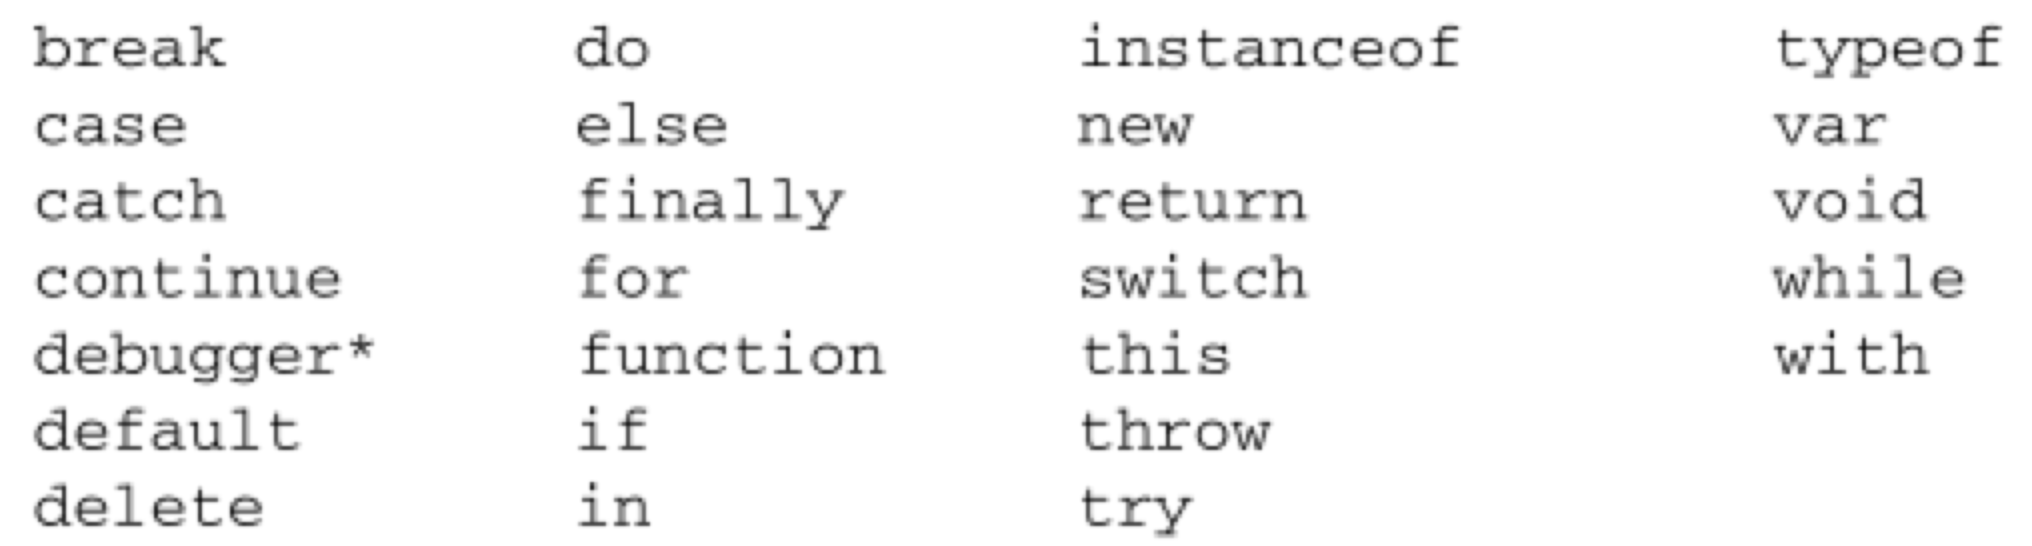 break do instanceof typeof
case else new var
catch finally return void
continue for switch while
debugger* function this with
default if throw
delete in try